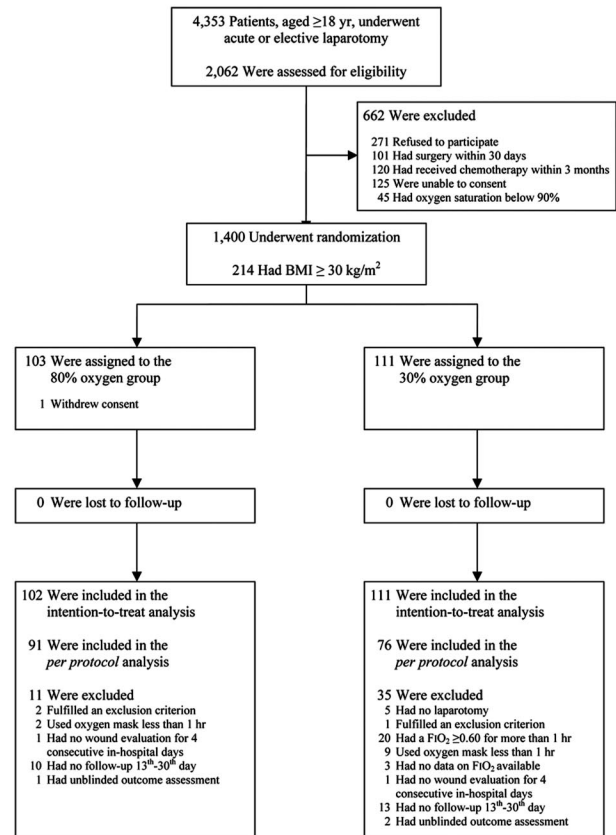 4,353 Patients, aged ≥18 yr, underwent
acute or elective laparotomy
2,062 Were assessed for eligibility
662 Were excluded
271 Refused to participate
101 Had surgery within 30 days
120 Had received chemotherapy within 3 months
125 Were unable to consent
45 Had oxygen saturation below 90%
1,400 Underwent randomization
214 Had BMI ≥ 30 kg/m²
103 Were assigned to the
80% oxygen group
1 Withdrew consent
111 Were assigned to the
30% oxygen group
0 Were lost to follow-up
0 Were lost to follow-up
102 Were included in the
intention-to-treat analysis
91 Were included in the
per protocol analysis
11 Were excluded
2 Fulfilled an exclusion criterion
2 Used oxygen mask less than 1 hr
1 Had no wound evaluation for 4
consecutive in-hospital days
10 Had no follow-up 13th-30th day
1 Had unblinded outcome assessment
111 Were included in the
intention-to-treat analysis
76 Were included in the
per protocol analysis
35 Were excluded
5 Had no laparotomy
1 Fulfilled an exclusion criterion
20 Had a FIO₂ ≥0.60 for more than 1 hr
9 Used oxygen mask less than 1 hr
3 Had no data on FIO₂ available
1 Had no wound evaluation for 4
consecutive in-hospital days
13 Had no follow-up 13th-30th day
2 Had unblinded outcome assessment